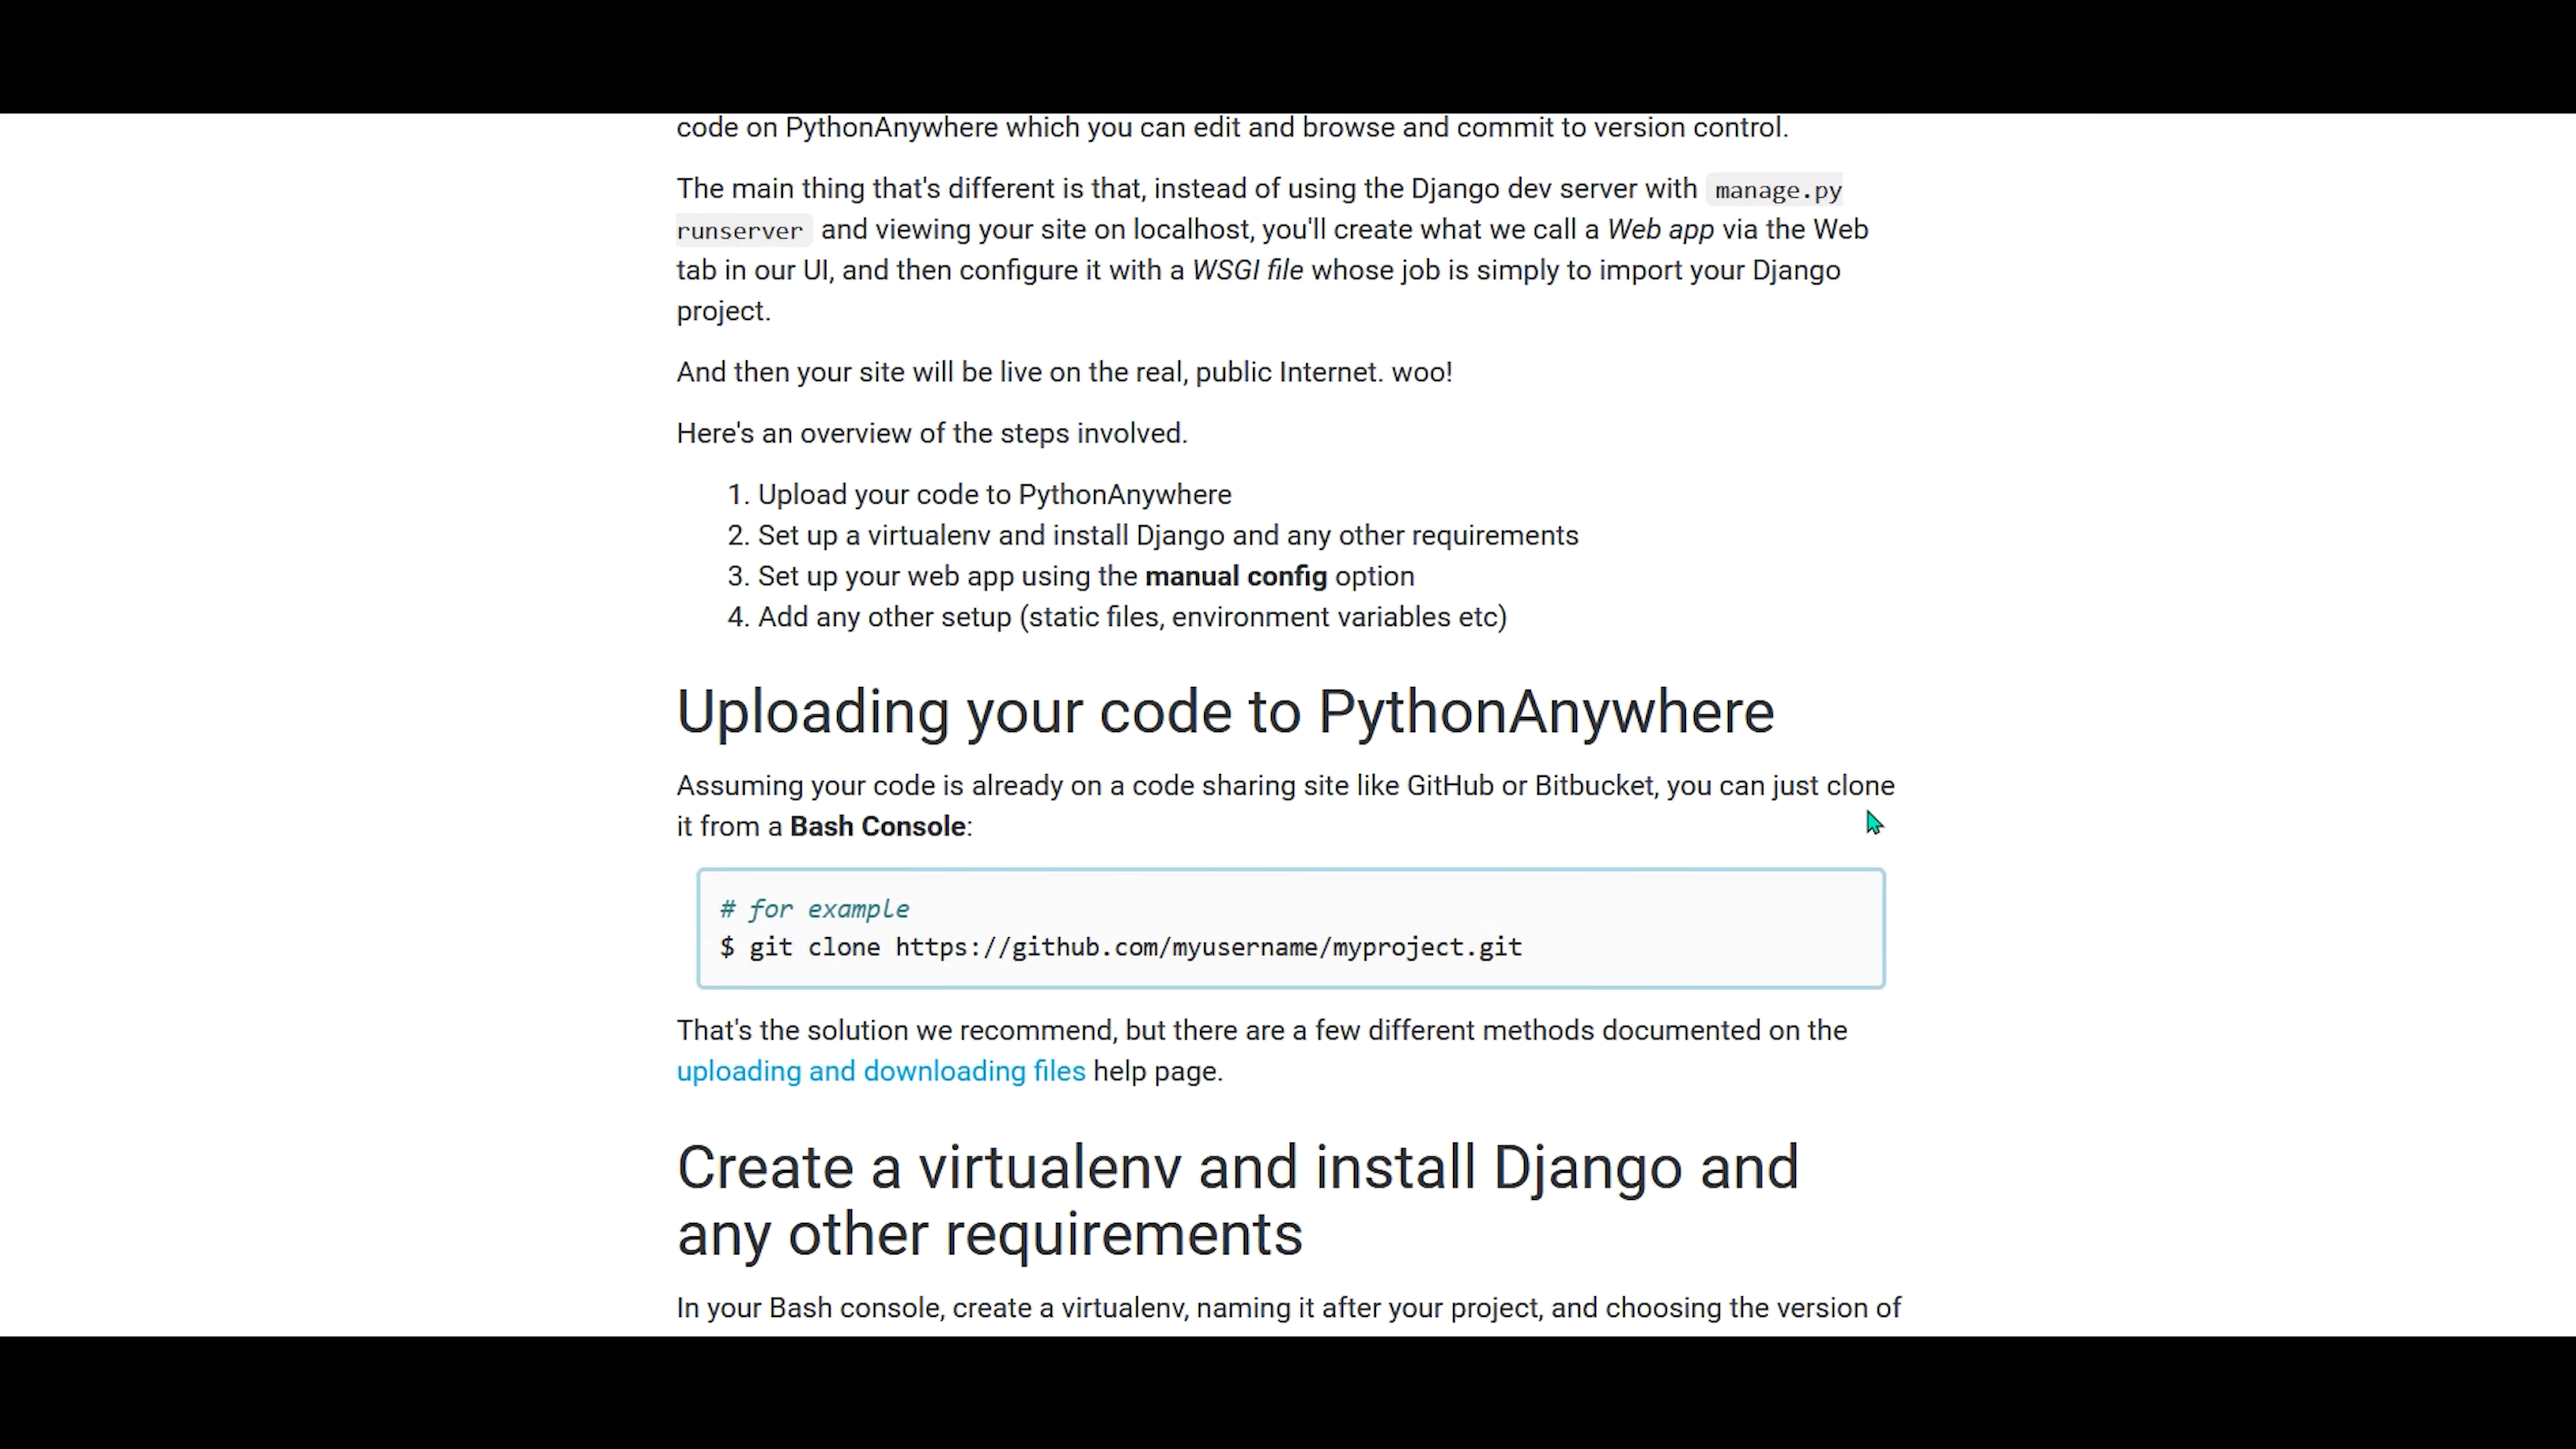 code on PythonAnywhere which you can edit and browse and commit to version control.
The main thing that's different is that, instead of using the Django dev server with manage.py
runserver and viewing your site on localhost, you'll create what we call a Web app via the Web
tab in our UI, and then configure it with a WSGI file whose job is simply to import your Django
project.
And then your site will be live on the real, public Internet. woo!
Here's an overview of the steps involved.
1. Upload your code to PythonAnywhere
2. Set up a virtualenv and install Django and any other requirements
3. Set up your web app using the manual config option
4. Add any other setup (static files, environment variables etc)
Uploading your code to PythonAnywhere
Assuming your code is already on a code sharing site like GitHub or Bitbucket, you can just clone
it from a Bash Console:
# for example
$ git clone https://github.com/myusername/myproject.git
That's the solution we recommend, but there are a few different methods documented on the
uploading and downloading files help page.
Create a virtualenv and install Django and
any other requirements
In your Bash console, create a virtualenv, naming it after your project, and choosing the version of